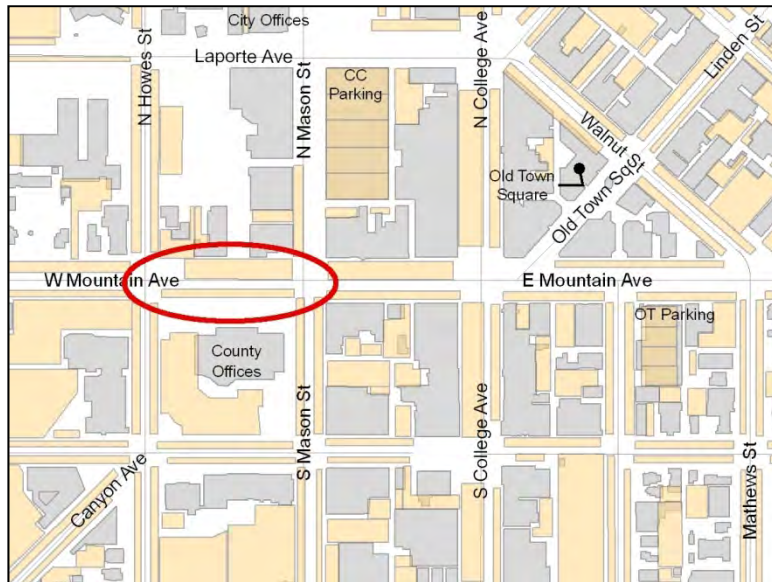 City Offices
Laporte Ave
N Howes St
N Mason St
CC
Parking
N College Ave
Linden St
Walnut St
Old Town
Square
Old Town Sq
W Mountain Ave
E Mountain Ave
OT Parking
County
Offices
S Mason St
S College Ave
Canyon Ave
Mathews St